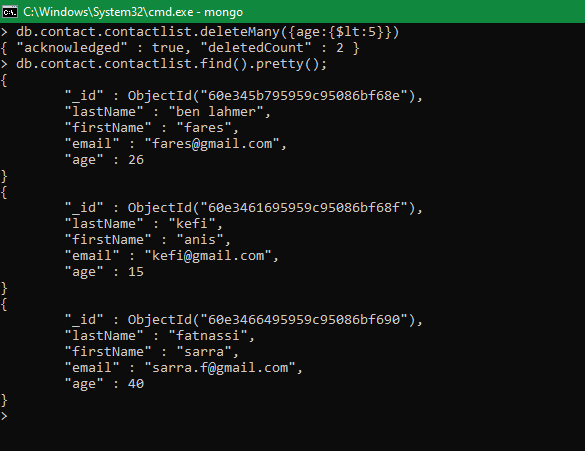 C:\Windows\System32\cmd.exe - mongo
> db.contact.contactlist.deleteMany({age:{$lt:5}})
{ "acknowledged" : true, "deletedCount" : 2 }
> db.contact.contactlist.find().pretty();
{
        "_id" : ObjectId("60e345b795959c95086bf68e"),
        "lastName" : "ben lahmer",
        "firstName" : "fares",
        "email" : "fares@gmail.com",
        "age" : 26
}
{
        "_id" : ObjectId("60e3461695959c95086bf68f"),
        "lastName" : "kefi",
        "firstName" : "anis",
        "email" : "kefi@gmail.com",
        "age" : 15
}
{
        "_id" : ObjectId("60e3466495959c95086bf690"),
        "lastName" : "fatnassi",
        "firstName" : "sarra",
        "email" : "sarra.f@gmail.com",
        "age" : 40
}
>